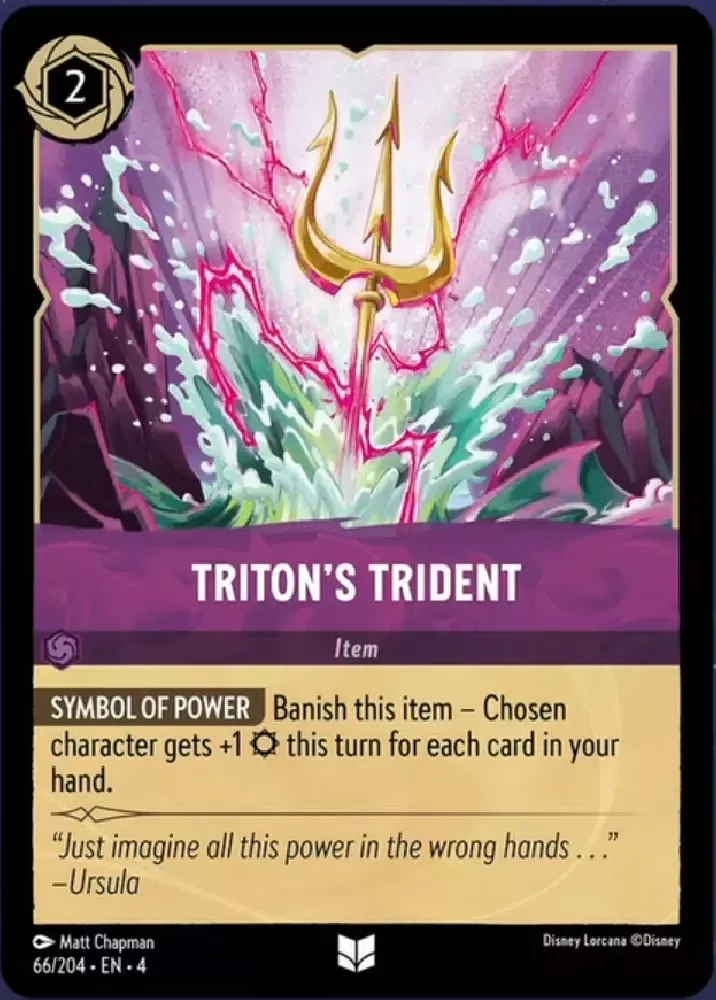 2
TRITON'S TRIDENT
Item
SYMBOL OF POWER Banish this item – Chosen
character gets +1 ¤ this turn for each card in your
hand.
“Just imagine all this power in the wrong hands . . .”
–Ursula
Matt Chapman
Disney Lorcana ©Disney
66/204 • EN • 4